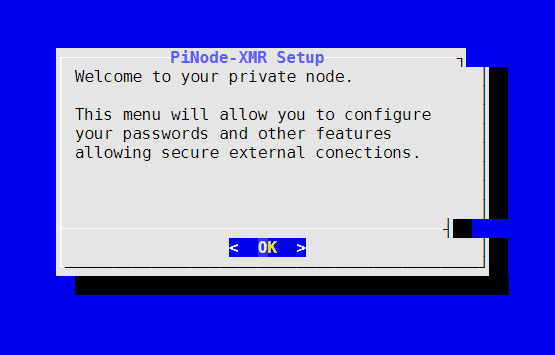 PiNode-XMR Setup
Welcome to your private node.
This menu will allow you to configure
your passwords and other features
allowing secure external conections.
< OK >